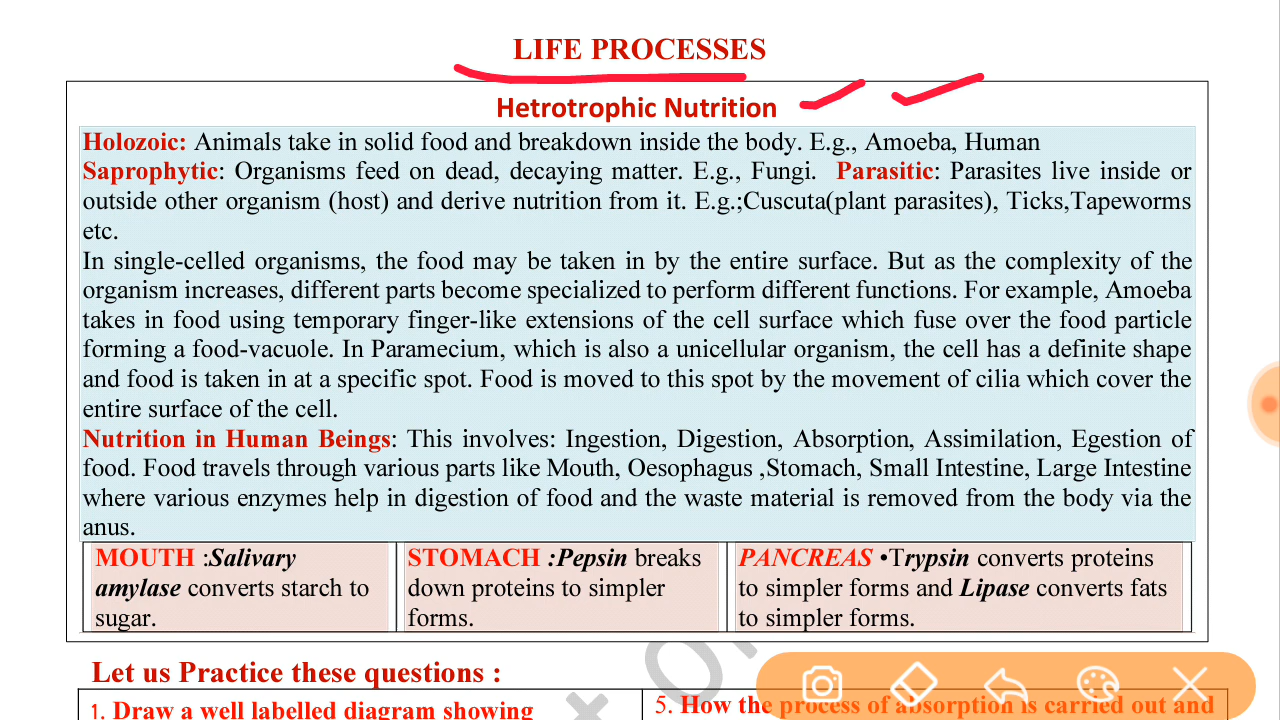 LIFE PROCESSES
Hetrotrophic Nutrition
Holozoic: Animals take in solid food and breakdown inside the body. E.g., Amoeba, Human
Saprophytic: Organisms feed on dead, decaying matter. E.g., Fungi. Parasitic: Parasites live inside or
outside other organism (host) and derive nutrition from it. E.g.;Cuscuta(plant parasites), Ticks,Tapeworms
etc.
In single-celled organisms, the food may be taken in by the entire surface. But as the complexity of the
organism increases, different parts become specialized to perform different functions. For example, Amoeba
takes in food using temporary finger-like extensions of the cell surface which fuse over the food particle
forming a food-vacuole. In Paramecium, which is also a unicellular organism, the cell has a definite shape
and food is taken in at a specific spot. Food is moved to this spot by the movement of cilia which cover the
entire surface of the cell.
Nutrition in Human Beings: This involves: Ingestion, Digestion, Absorption, Assimilation, Egestion of
food. Food travels through various parts like Mouth, Oesophagus ,Stomach, Small Intestine, Large Intestine
where various enzymes help in digestion of food and the waste material is removed from the body via the
anus.
MOUTH :Salivary
amylase converts starch to
sugar.
STOMACH :Pepsin breaks
down proteins to simpler
forms.
PANCREAS •Trypsin converts proteins
to simpler forms and Lipase converts fats
to simpler forms.
Let us Practice these questions :
1. Draw a well labelled diagram showing
5. How the process of absorption is carried out and